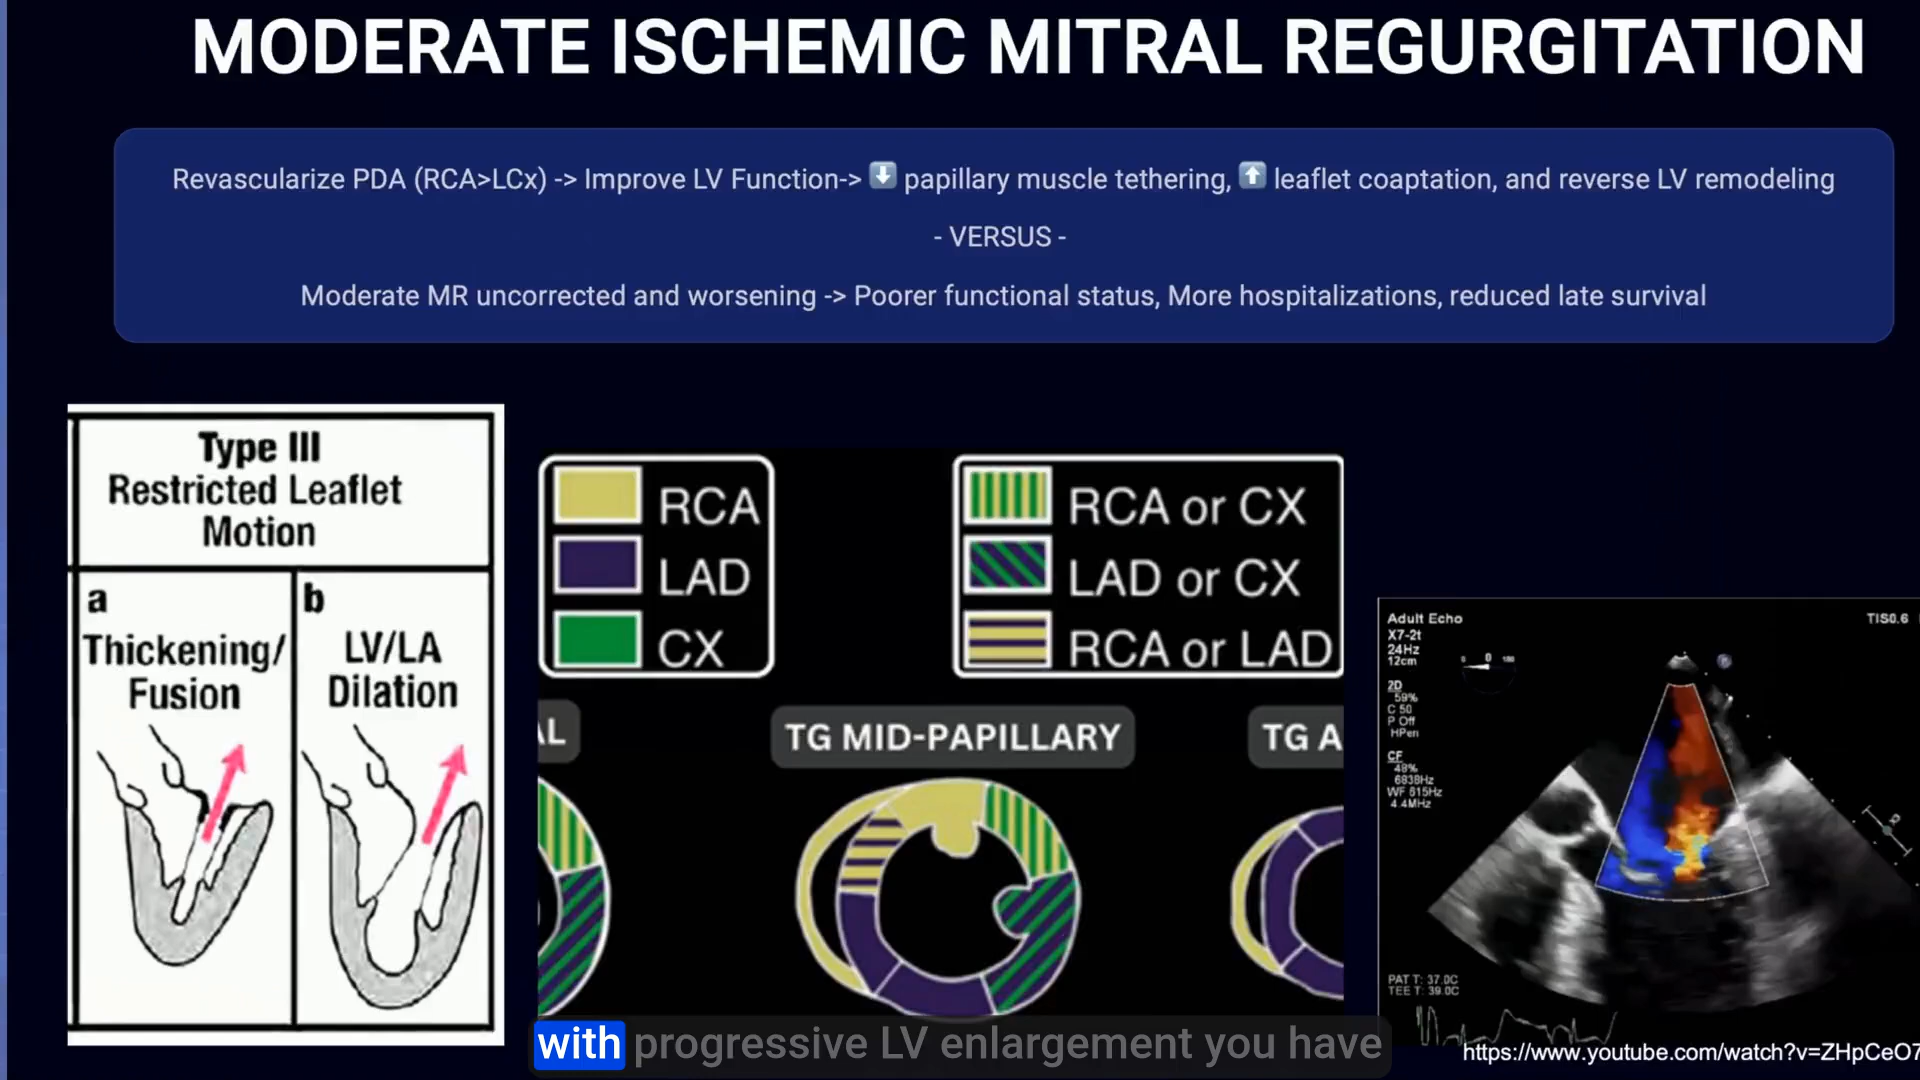 MODERATE ISCHEMIC MITRAL REGURGITATION
Revascularize PDA (RCA>LCx) -> Improve LV Function-> ⬇️ papillary muscle tethering, ⬆️ leaflet coaptation, and reverse LV remodeling
- VERSUS -
Moderate MR uncorrected and worsening -> Poorer functional status, More hospitalizations, reduced late survival
Type III
Restricted Leaflet
Motion
a
Thickening/
Fusion
b
LV/LA
Dilation
RCA
LAD
CX
RCA or CX
LAD or CX
RCA or LAD
AL
TG MID-PAPILLARY
TG A
Adult Echo
X7-2t
24Hz
12cm
TIS0.6
0 0 180
2D
59%
C 50
P Off
HPen
CF
48%
6838Hz
WF 615Hz
4.4MHz
PAT T: 37.0C
TEE T: 39.0C
with progressive LV enlargement you have
https://www.youtube.com/watch?v=ZHpCeO7